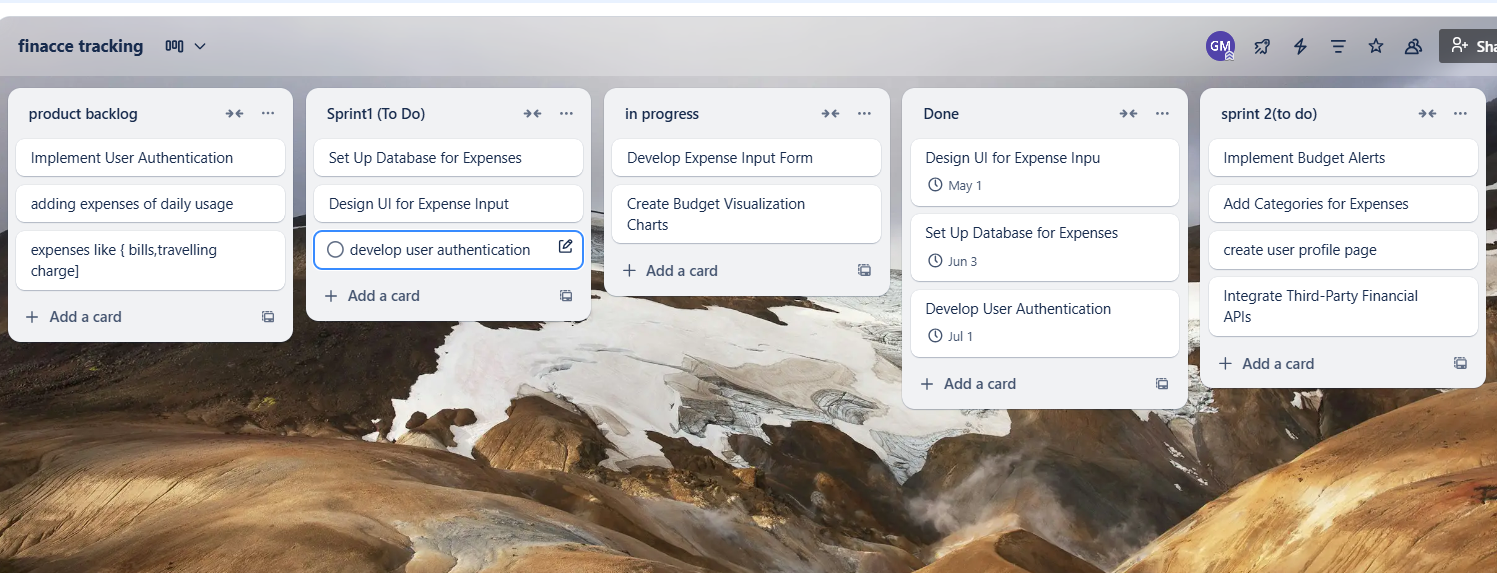 finacce tracking
GM
Sha
product backlog
Implement User Authentication
adding expenses of daily usage
expenses like { bills,travelling
charge]
Add a card
Sprint1 (To Do)
Set Up Database for Expenses
Design UI for Expense Input
develop user authentication
Add a card
in progress
Develop Expense Input Form
Create Budget Visualization
Charts
Add a card
Done
Design UI for Expense Inpu
May 1
Set Up Database for Expenses
Jun 3
Develop User Authentication
Jul 1
Add a card
sprint 2(to do)
Implement Budget Alerts
Add Categories for Expenses
create user profile page
Integrate Third-Party Financial
APIs
Add a card